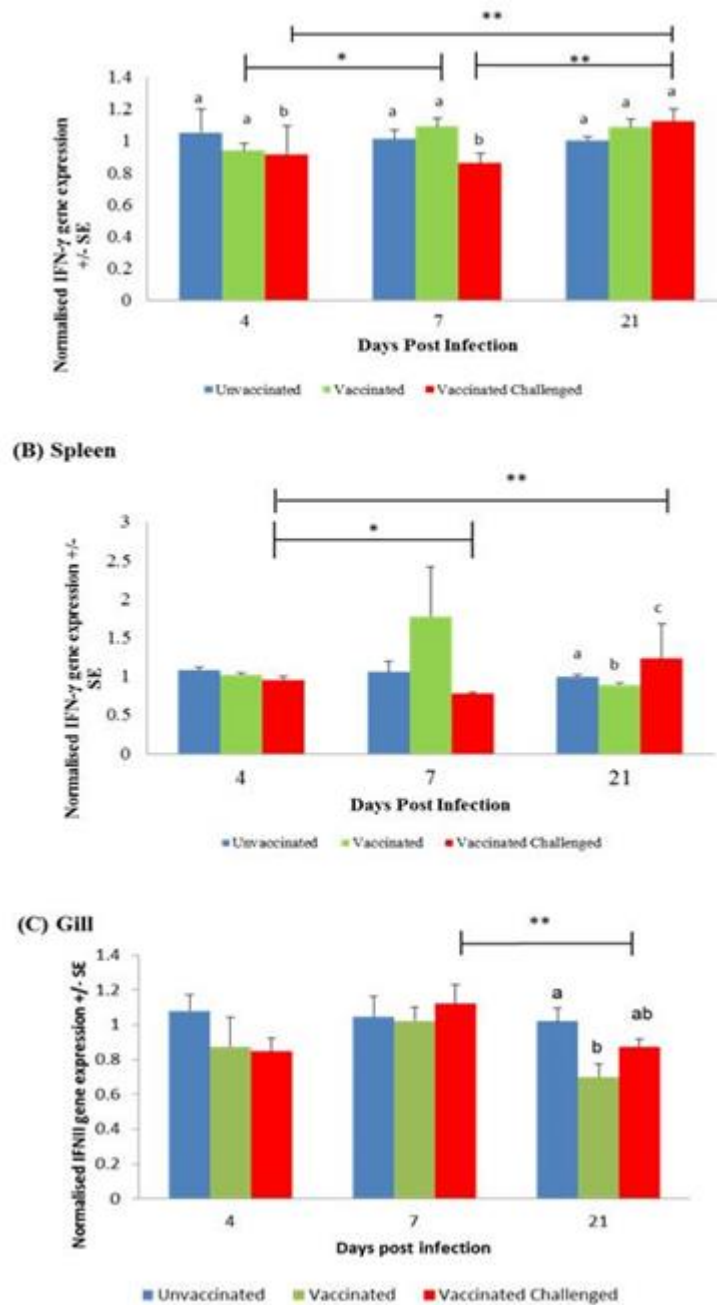 **
*
**
1.4
1.2
1
0.8
0.6
0.4
0.2
0
a
a
b
a
a
b
a
a
a
Normalised IFN-γ gene expression
+/- SE
4 7 21
Days Post Infection
Unvaccinated Vaccinated Vaccinated Challenged
(B) Spleen
**
*
3
2.5
2
1.5
1
0.5
0
a
b
c
Normalised IFN-γ gene expression +/-
SE
4 7 21
Days Post Infection
Unvaccinated Vaccinated Vaccinated Challenged
(C) Gill
**
1.4
1.2
1
0.8
0.6
0.4
0.2
0
a
b
ab
Normalised IFNII gene expression +/- SE
4 7 21
Days post infection
Unvaccinated Vaccinated Vaccinated Challenged